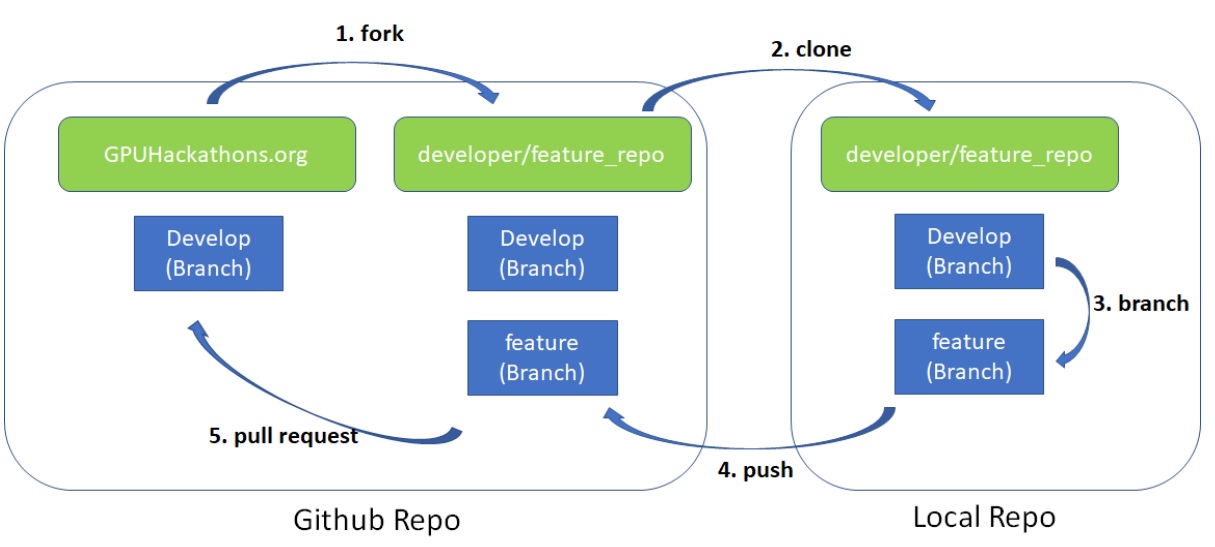 1. fork
2. clone
GPUHackathons.org
developer/feature_repo
developer/feature_repo
Develop
(Branch)
Develop
(Branch)
Develop
(Branch)
3. branch
feature
(Branch)
feature
(Branch)
5. pull request
4. push
Github Repo
Local Repo